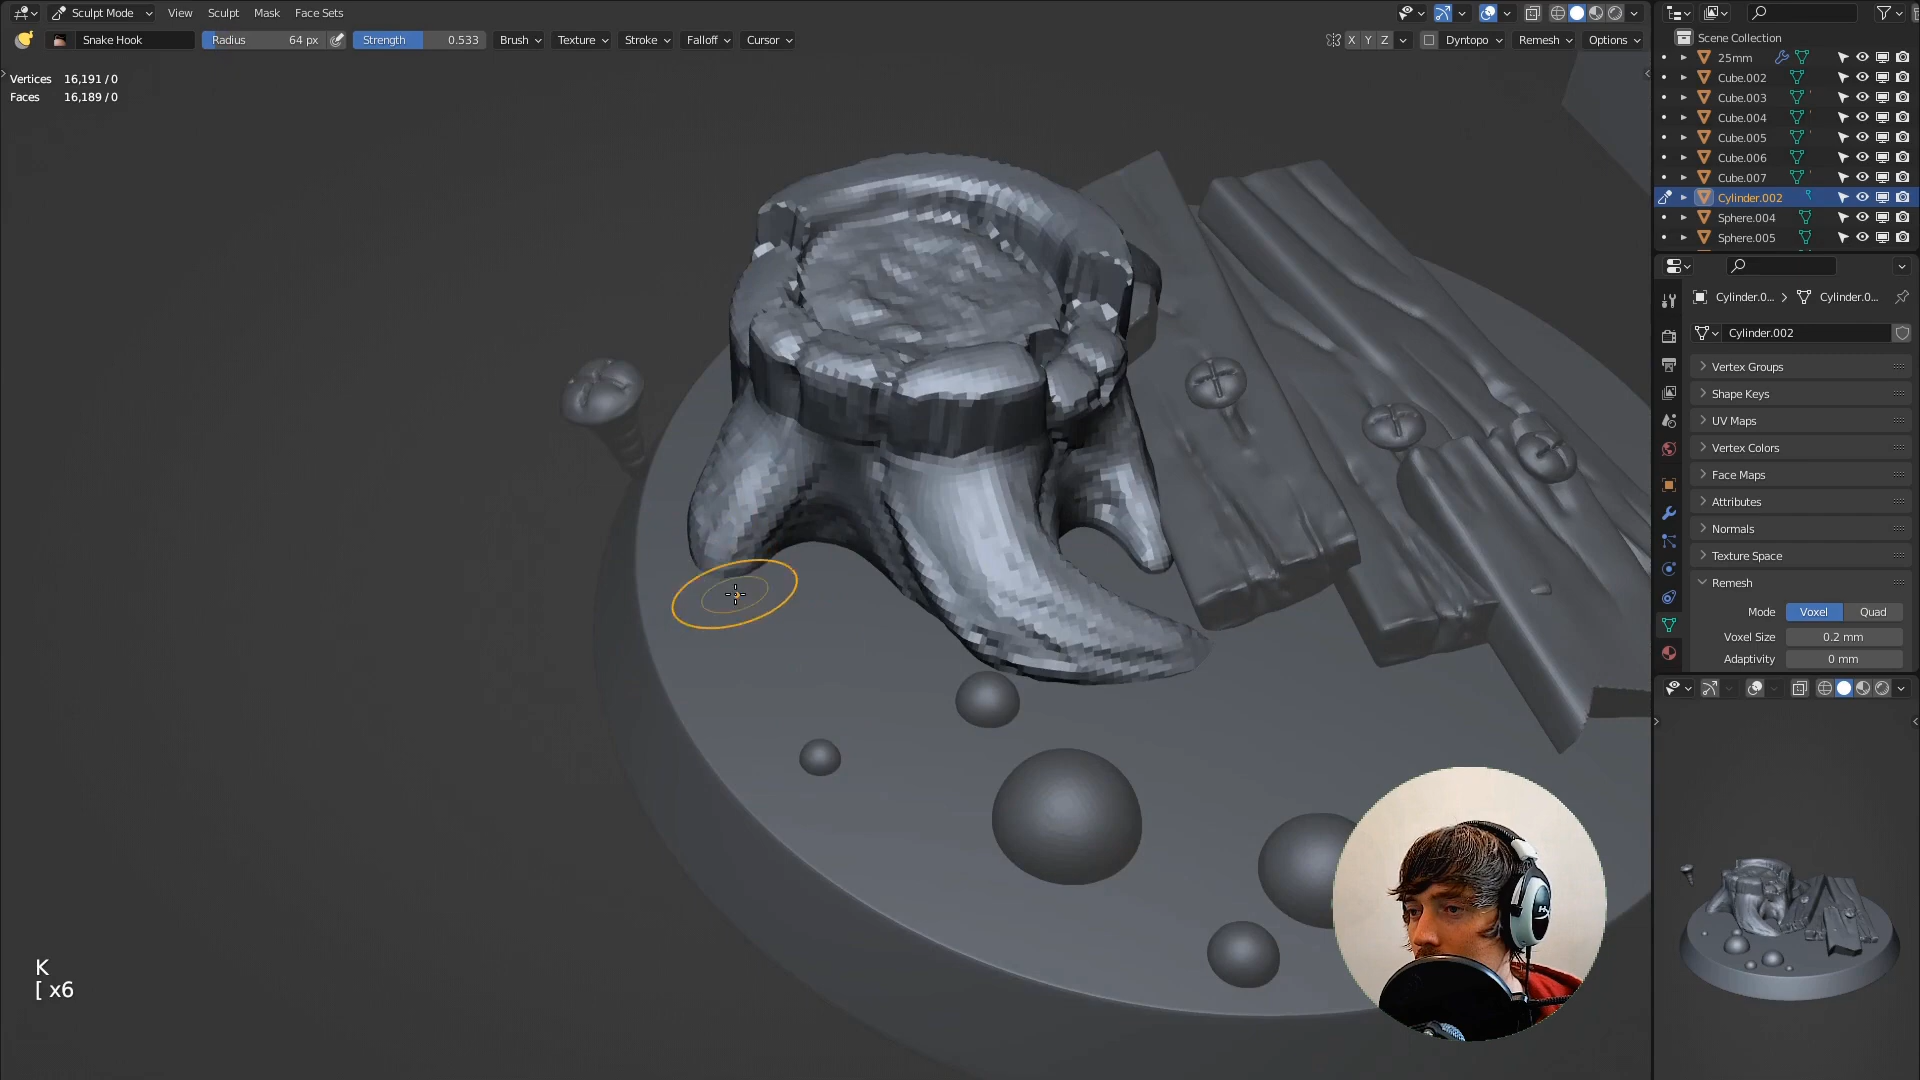 Sculpt Mode View Sculpt Mask Face Sets
Snake Hook Radius 64 px Strength 0.533 Brush Texture Stroke Falloff Cursor X Y Z Dyntopo Remesh Options
Vertices 16,191 / 0
Faces 16,189 / 0
Scene Collection
25mm
Cube.002
Cube.003
Cube.004
Cube.005
Cube.006
Cube.007
Cylinder.002
Sphere.004
Sphere.005
Cylinder.0... Cylinder.0...
Cylinder.002
Vertex Groups
Shape Keys
UV Maps
Vertex Colors
Face Maps
Attributes
Normals
Texture Space
Remesh
Mode Voxel Quad
Voxel Size 0.2 mm
Adaptivity 0 mm
K
[ x6